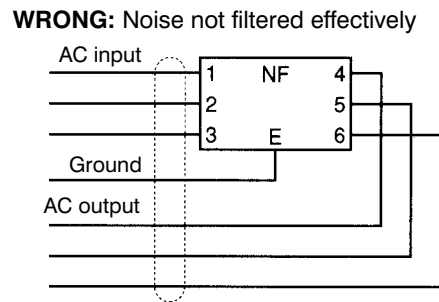 WRONG: Noise not filtered effectively
AC input
1 NF 4
2 5
3 E 6
Ground
AC output